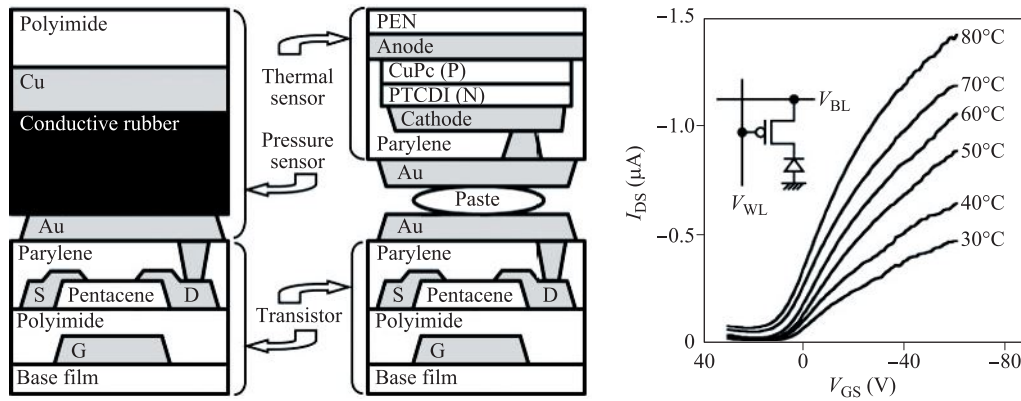 Polyimide
Cu
Conductive rubber
Au
Parylene
S
Pentacene
D
Polyimide
G
Base film
Thermal
sensor
Pressure
sensor
Transistor
PEN
Anode
CuPc (P)
PTCDI (N)
Cathode
Parylene
Au
Paste
Au
Parylene
S
Pentacene
D
Polyimide
G
Base film
−1.5
−1.0
−0.5
0
I_DS (μA)
80°C
70°C
60°C
50°C
40°C
30°C
V_BL
V_WL
40
0
−40
−80
V_GS (V)